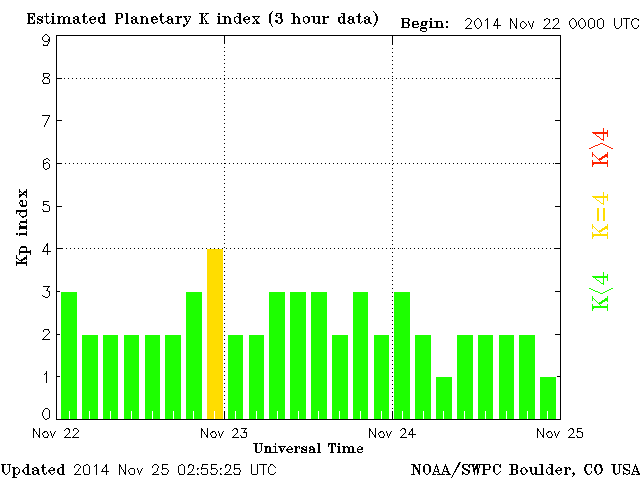 Estimated Planetary K index (3 hour data) Begin: 2014 Nov 22 0000 UTC
9
8
7
6
5
4
3
2
1
0
Kp index
K>4
K=4
K<4
Nov 22 Nov 23 Nov 24 Nov 25
Universal Time
Updated 2014 Nov 25 02:55:25 UTC NOAA/SWPC Boulder, CO USA